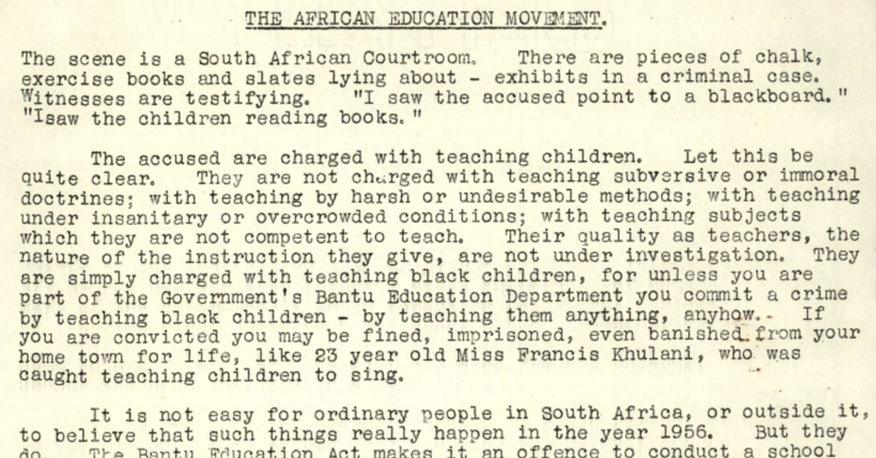 THE AFRICAN EDUCATION MOVEMENT.
The scene is a South African Courtroom. There are pieces of chalk,
exercise books and slates lying about - exhibits in a criminal case.
Witnesses are testifying. "I saw the accused point to a blackboard."
"Isaw the children reading books."
The accused are charged with teaching children. Let this be
quite clear. They are not charged with teaching subversive or immoral
doctrines; with teaching by harsh or undesirable methods; with teaching
under insanitary or overcrowded conditions; with teaching subjects
which they are not competent to teach. Their quality as teachers, the
nature of the instruction they give, are not under investigation. They
are simply charged with teaching black children, for unless you are
part of the Government's Bantu Education Department you commit a crime
by teaching black children - by teaching them anything, anyhow. If
you are convicted you may be fined, imprisoned, even banished from your
home town for life, like 23 year old Miss Francis Khulani, who was
caught teaching children to sing.
It is not easy for ordinary people in South Africa, or outside it,
to believe that such things really happen in the year 1956. But they
do. The Bantu Education Act makes it an offence to conduct a school